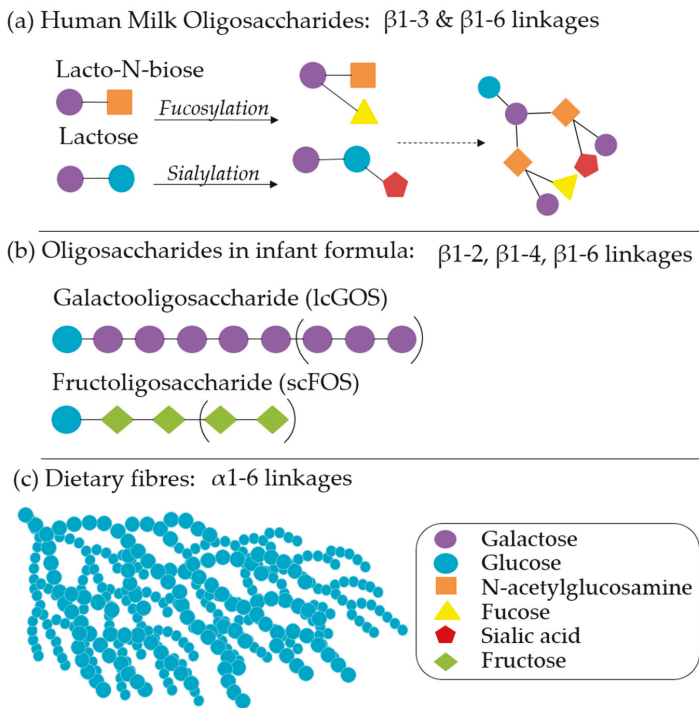 (a) Human Milk Oligosaccharides: β1-3 & β1-6 linkages
Lacto-N-biose
Fucosylation
Lactose
Sialylation
(b) Oligosaccharides in infant formula: β1-2, β1-4, β1-6 linkages
Galactooligosaccharide (lcGOS)
Fructoligosaccharide (scFOS)
(c) Dietary fibres: α1-6 linkages
Galactose
Glucose
N-acetylglucosamine
Fucose
Sialic acid
Fructose